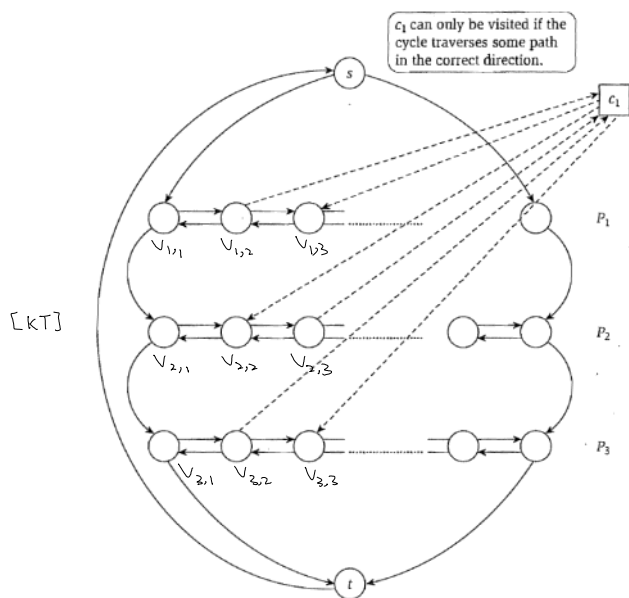 c₁ can only be visited if the
cycle traverses some path
in the correct direction.
s
c₁
P₁
V₁,₁ V₁,₂ V₁,₃
[KT]
P₂
V₂,₁ V₂,₂ V₂,₃
P₃
V₃,₁ V₃,₂ V₃,₃
t